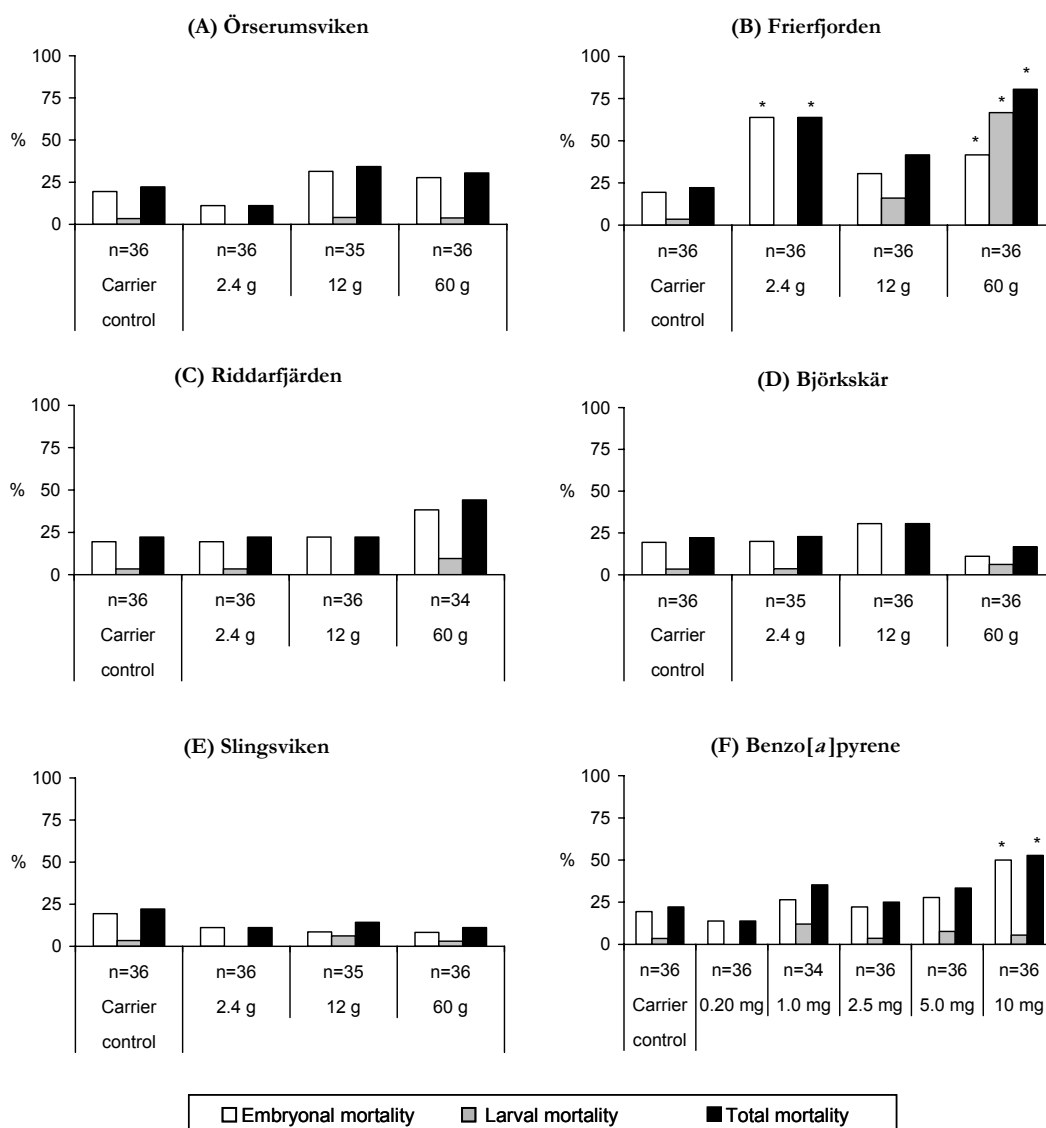 (A) Örserumsviken
100
75
%
50
25
0
n=36 n=36 n=35 n=36
Carrier 2.4 g 12 g 60 g
control
(B) Frierfjorden
100
*
75
* * *
%
50
*
25
0
n=36 n=36 n=36 n=36
Carrier 2.4 g 12 g 60 g
control
(C) Riddarfjärden
100
75
%
50
25
0
n=36 n=36 n=36 n=34
Carrier 2.4 g 12 g 60 g
control
(D) Björkskär
100
75
%
50
25
0
n=36 n=35 n=36 n=36
Carrier 2.4 g 12 g 60 g
control
(E) Slingsviken
100
75
%
50
25
0
n=36 n=36 n=35 n=36
Carrier 2.4 g 12 g 60 g
control
(F) Benzo[a]pyrene
100
75
* *
%
50
25
0
n=36 n=36 n=34 n=36 n=36 n=36
Carrier 0.20 mg 1.0 mg 2.5 mg 5.0 mg 10 mg
control
Embryonal mortality Larval mortality Total mortality